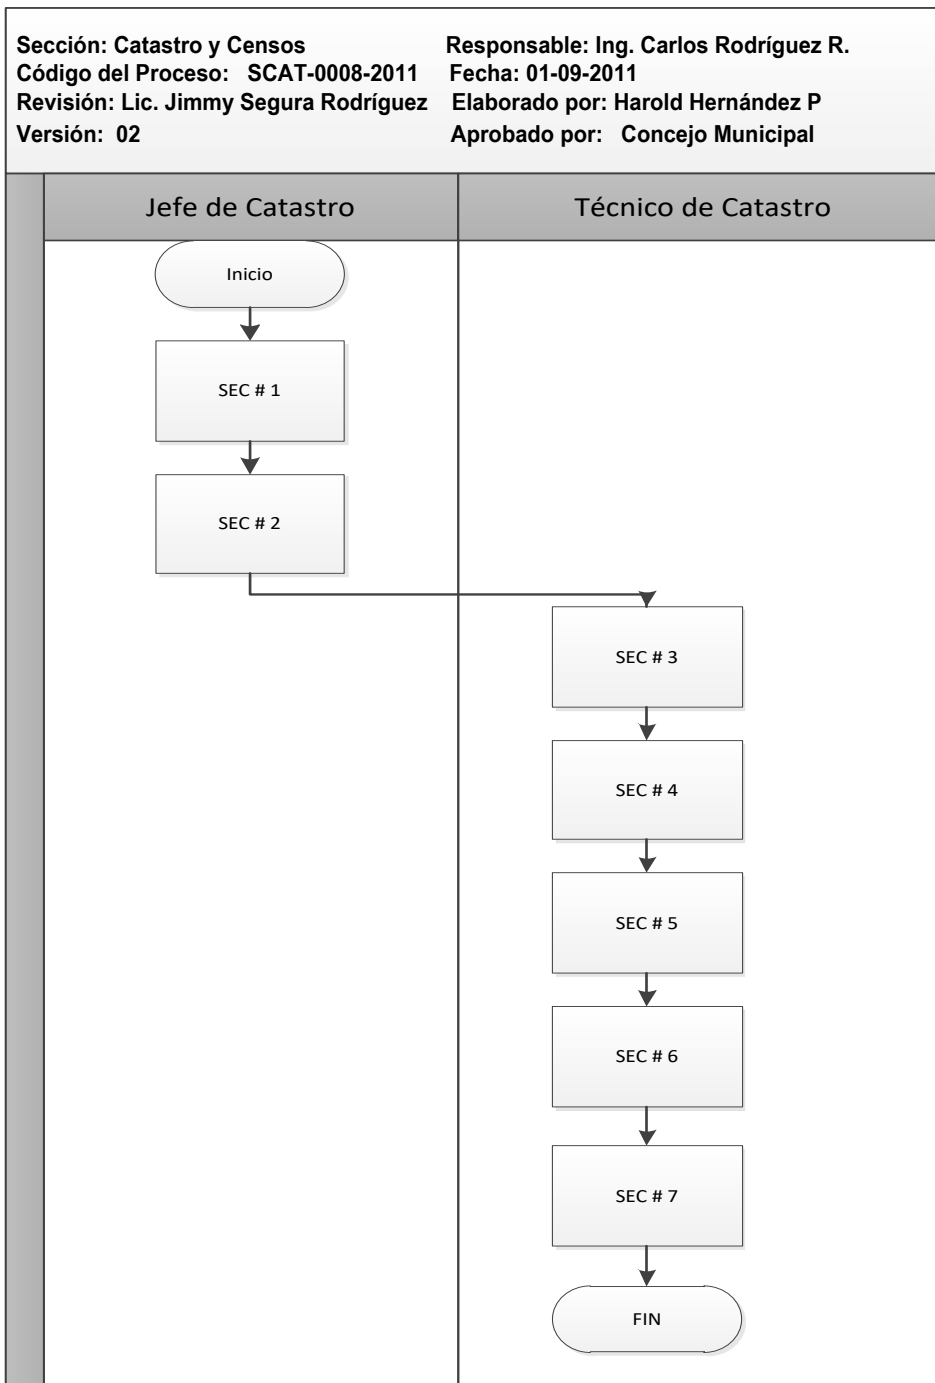 Sección: Catastro y Censos Responsable: Ing. Carlos Rodríguez R.
Código del Proceso: SCAT-0008-2011 Fecha: 01-09-2011
Revisión: Lic. Jimmy Segura Rodríguez Elaborado por: Harold Hernández P
Versión: 02 Aprobado por: Concejo Municipal
Jefe de Catastro Técnico de Catastro
Inicio
SEC # 1
SEC # 2
SEC # 3
SEC # 4
SEC # 5
SEC # 6
SEC # 7
FIN